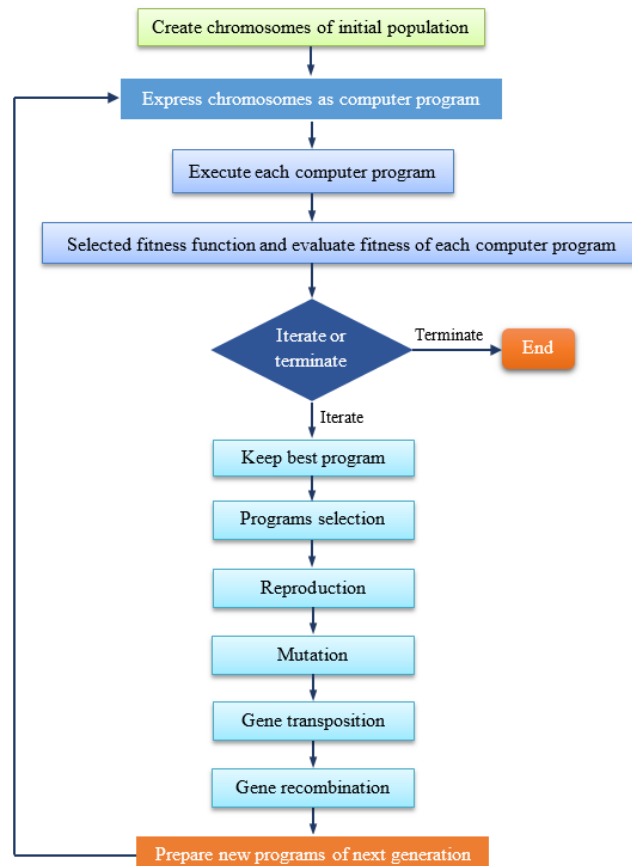 Create chromosomes of initial population
Express chromosomes as computer program
Execute each computer program
Selected fitness function and evaluate fitness of each computer program
Iterate or
terminate
Terminate
End
Iterate
Keep best program
Programs selection
Reproduction
Mutation
Gene transposition
Gene recombination
Prepare new programs of next generation